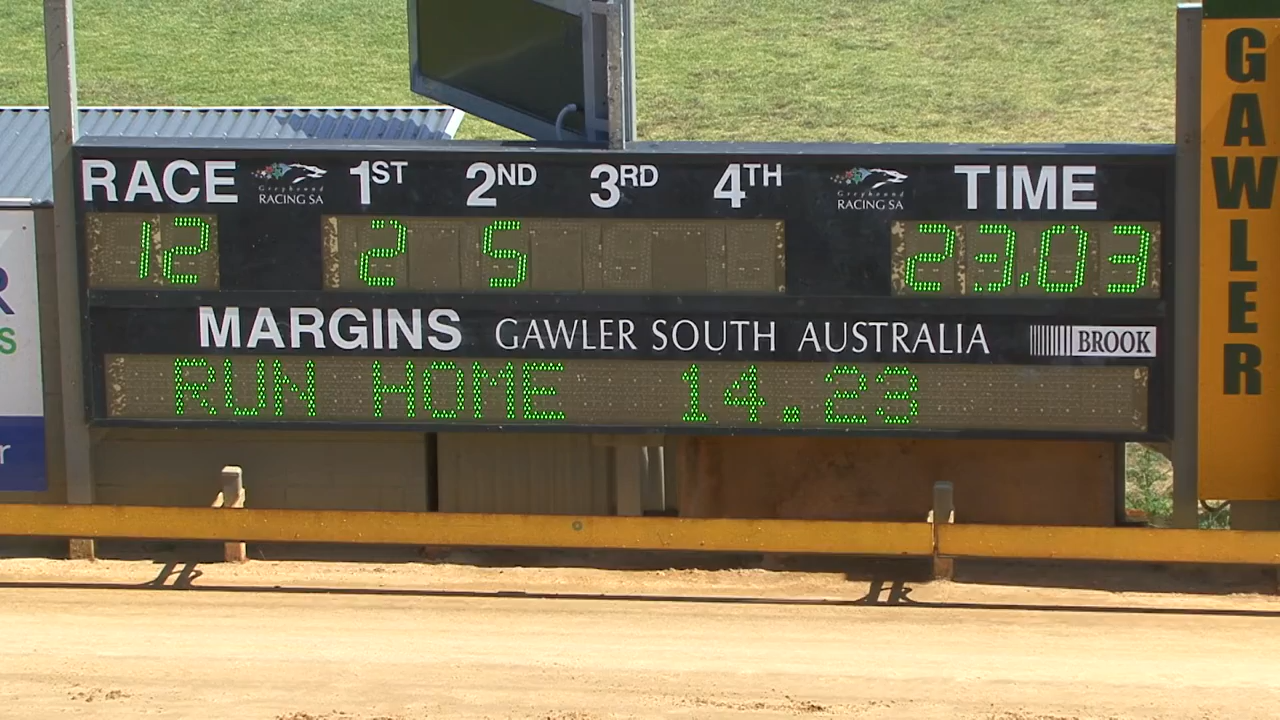 RACE
Greyhound
RACING SA
1ST
2ND
3RD
4TH
Greyhound
RACING SA
TIME
12
2
5
23.03
MARGINS
GAWLER SOUTH AUSTRALIA
BROOK
RUN HOME 14.23
GAWLER
R
S
r